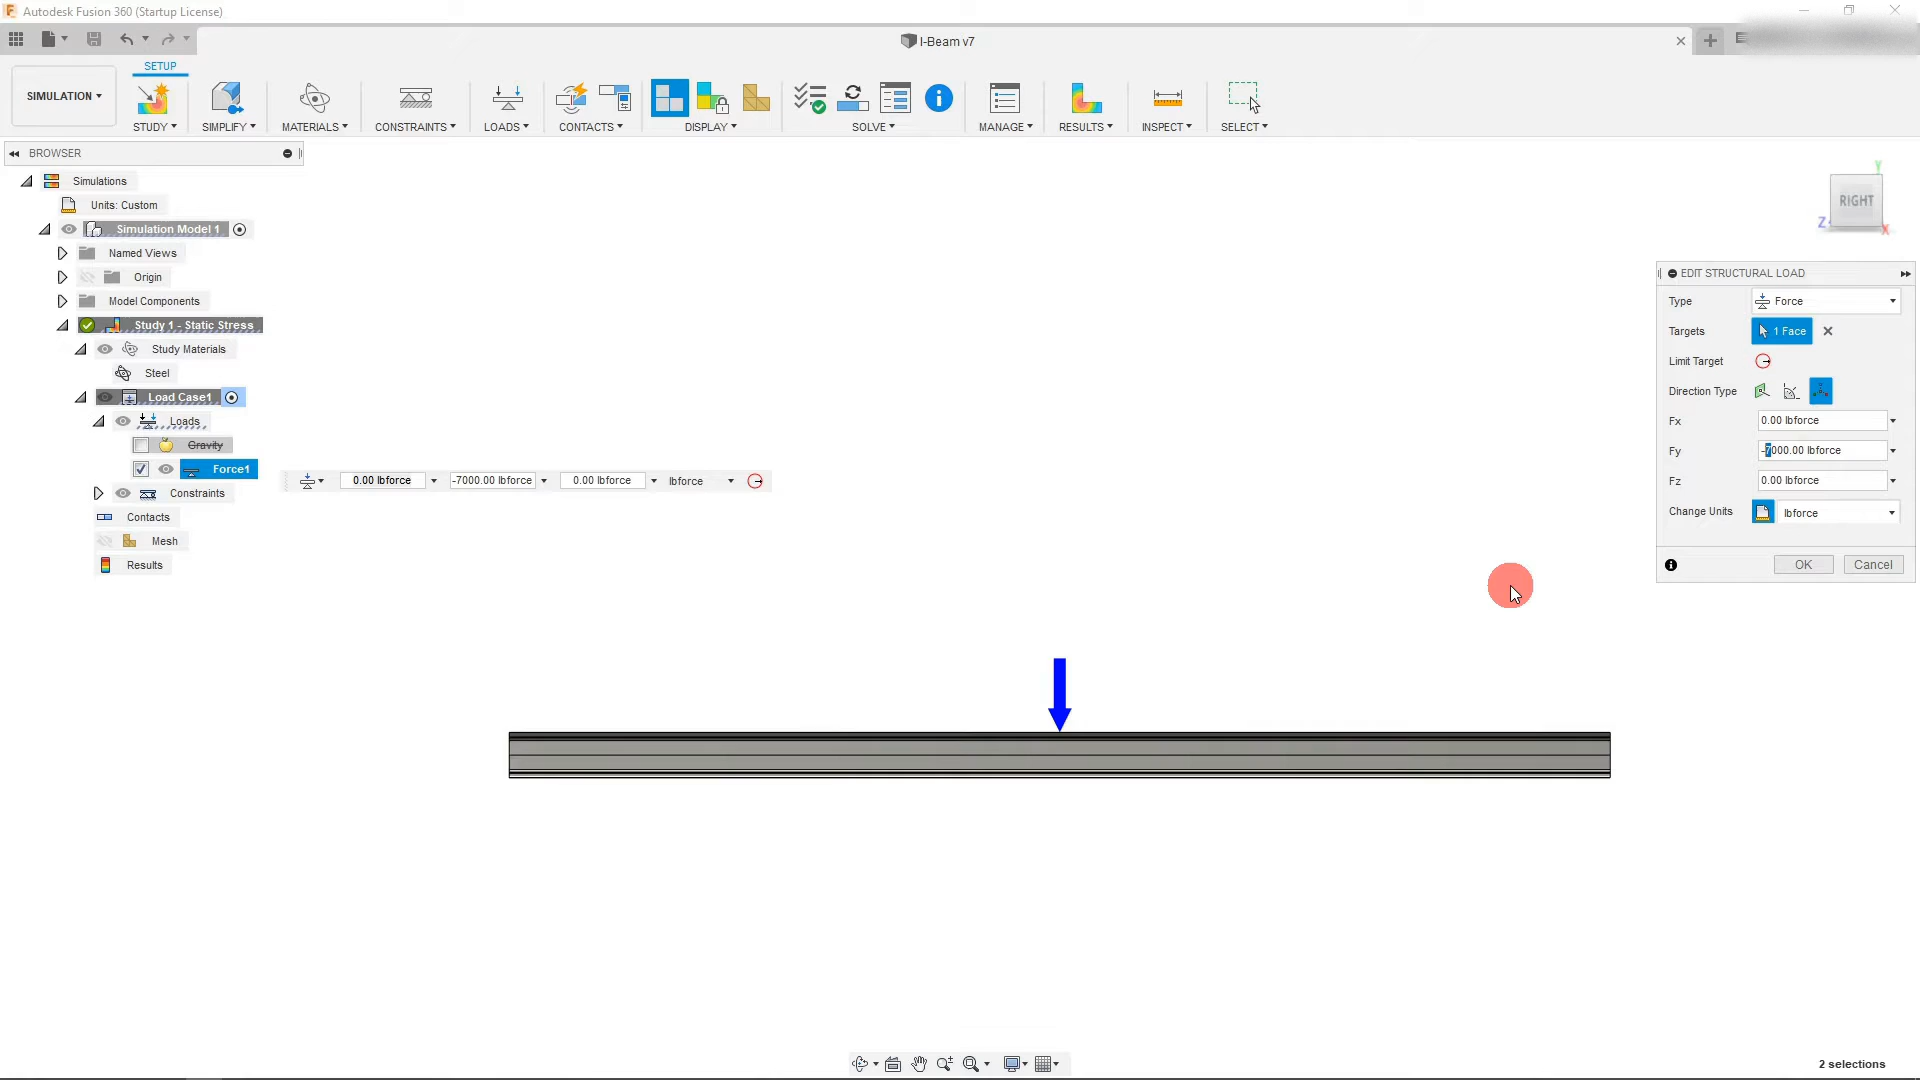 Autodesk Fusion 360 (Startup License)
I-Beam v7
SETUP
SIMULATION
STUDY
SIMPLIFY
MATERIALS
CONSTRAINTS
LOADS
CONTACTS
DISPLAY
SOLVE
MANAGE
RESULTS
INSPECT
SELECT
BROWSER
Simulations
Units: Custom
Simulation Model 1
Named Views
Origin
Model Components
Study 1 - Static Stress
Study Materials
Steel
Load Case1
Loads
Gravity
Force1
Constraints
Contacts
Mesh
Results
0.00 lbforce
-7000.00 lbforce
0.00 lbforce
lbforce
Y
RIGHT
Z
X
EDIT STRUCTURAL LOAD
Type
Force
Targets
1 Face
Limit Target
Direction Type
Fx
0.00 lbforce
Fy
-7000.00 lbforce
Fz
0.00 lbforce
Change Units
lbforce
OK
Cancel
2 selections